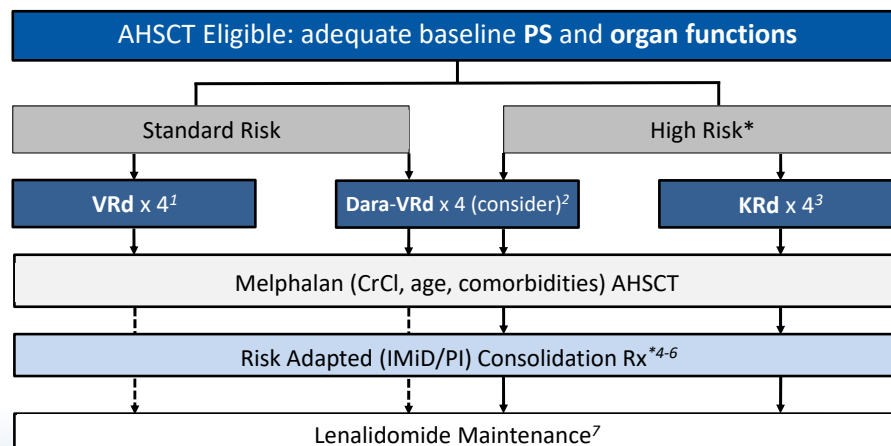 AHSCT Eligible: adequate baseline PS and organ functions
Standard Risk
High Risk*
VRd x 4¹
Dara-VRd x 4 (consider)²
KRd x 4³
Melphalan (CrCl, age, comorbidities) AHSCT
Risk Adapted (IMiD/PI) Consolidation Rx*⁴⁻⁶
Lenalidomide Maintenance⁷